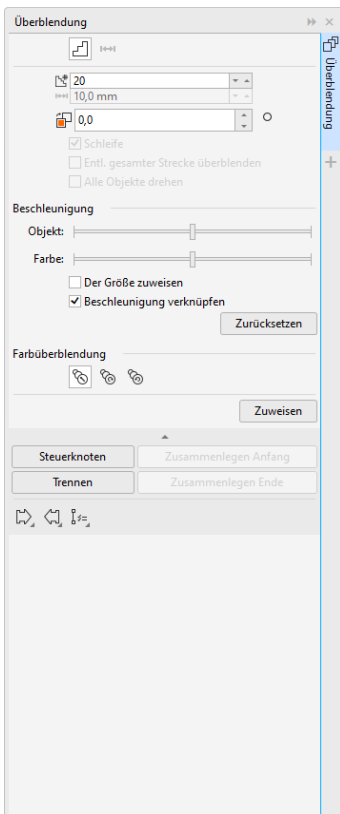 Überblendung
20
10,0 mm
0,0
Schleife
Entl. gesamter Strecke überblenden
Alle Objekte drehen
Beschleunigung
Objekt:
Farbe:
Der Größe zuweisen
Beschleunigung verknüpfen
Zurücksetzen
Farbüberblendung
Zuweisen
Steuerknoten
Zusammenlegen Anfang
Trennen
Zusammenlegen Ende
Überblendung